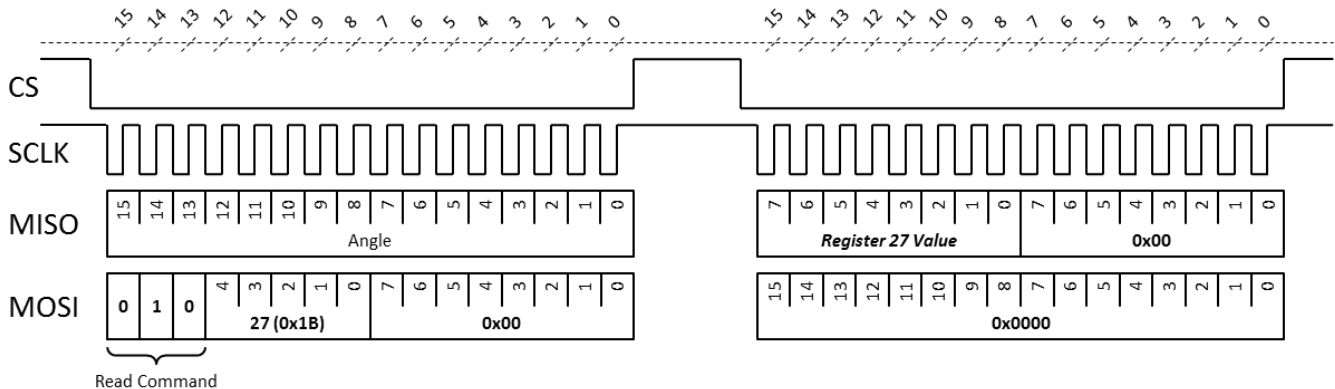 15 14 13 12 11 10 9 8 7 6 5 4 3 2 1 0 15 14 13 12 11 10 9 8 7 6 5 4 3 2 1 0
CS
SCLK
MISO
15 14 13 12 11 10 9 8 7 6 5 4 3 2 1 0 7 6 5 4 3 2 1 0 7 6 5 4 3 2 1 0
Angle Register 27 Value 0x00
MOSI
0 1 0 4 3 2 1 0 7 6 5 4 3 2 1 0 15 14 13 12 11 10 9 8 7 6 5 4 3 2 1 0
27 (0x1B) 0x00 0x0000
Read Command